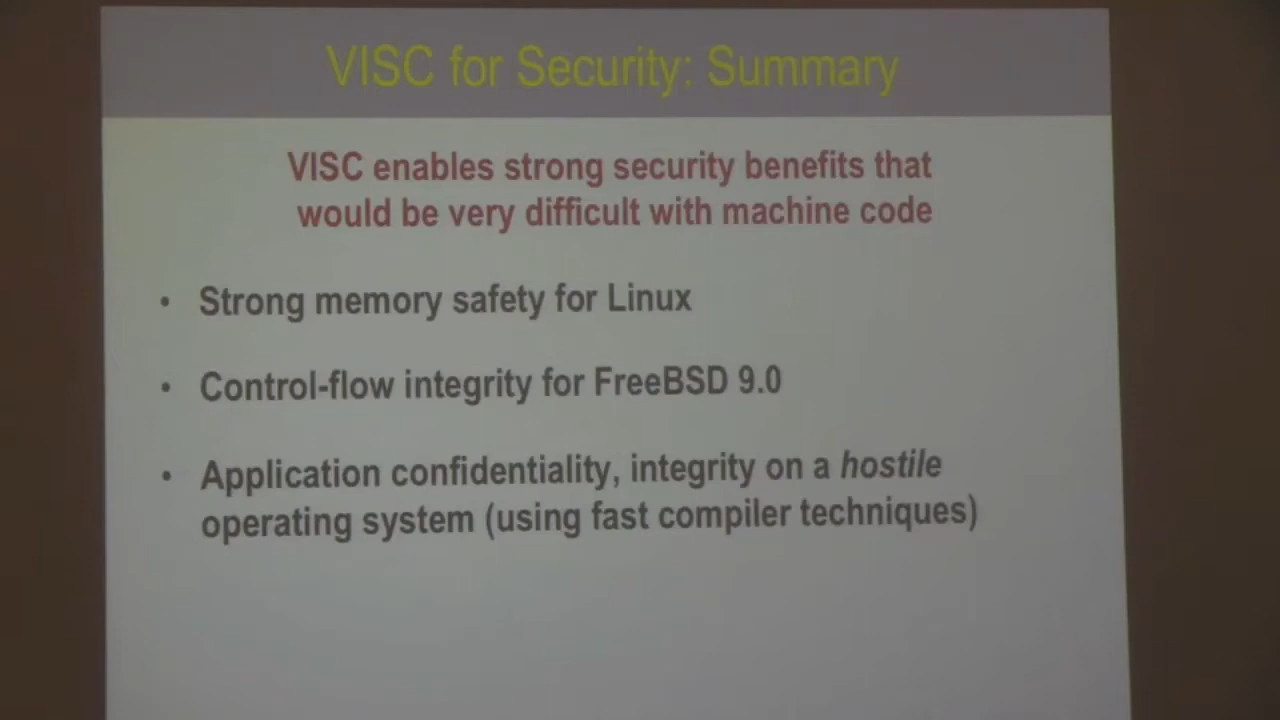 VISC for Security: Summary
VISC enables strong security benefits that
would be very difficult with machine code
• Strong memory safety for Linux
• Control-flow integrity for FreeBSD 9.0
• Application confidentiality, integrity on a hostile
operating system (using fast compiler techniques)